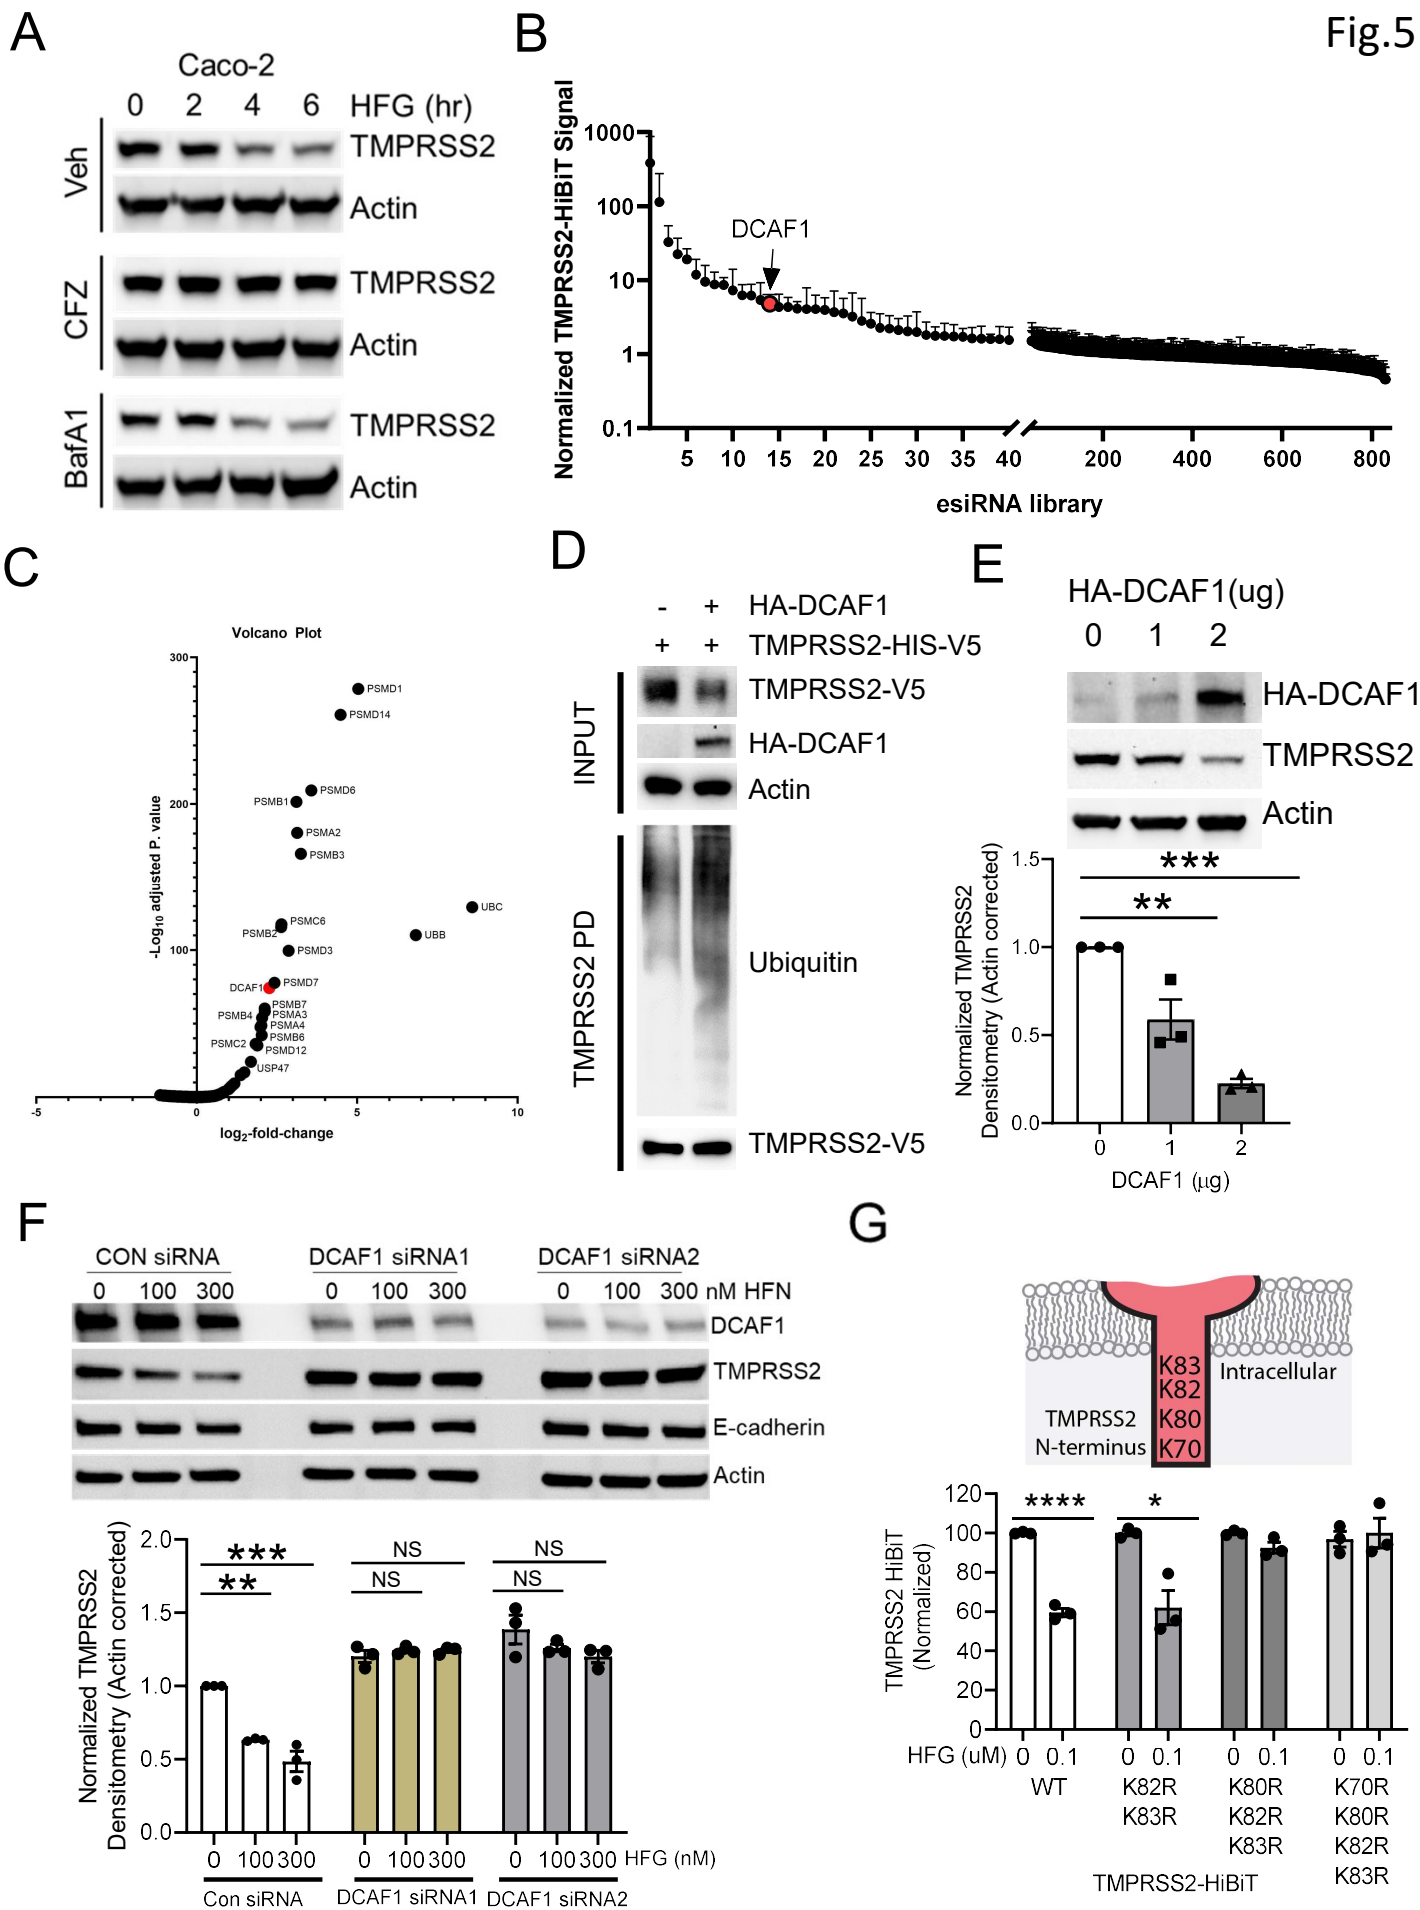 Fig.5
A
Caco-2
0 2 4 6 HFG (hr)
Veh
TMPRSS2
Actin
CFZ
TMPRSS2
Actin
BafA1
TMPRSS2
Actin
B
Normalized TMPRSS2-HiBiT Signal
1000
100
10
1
0.1
DCAF1
5 10 15 20 25 30 35 40 200 400 600 800
esiRNA library
C
Volcano Plot
-Log10 adjusted P. value
300
200
100
PSMD1
PSMD14
PSMD6
PSMB1
PSMA2
PSMB3
UBC
PSMC6
PSMB2
UBB
PSMD3
PSMD7
DCAF1
PSMB7
PSMA3
PSMB4
PSMA4
PSMB6
PSMC2
PSMD12
USP47
-5 0 5 10
log2-fold-change
D
- + HA-DCAF1
+ + TMPRSS2-HIS-V5
INPUT
TMPRSS2-V5
HA-DCAF1
Actin
TMPRSS2 PD
Ubiquitin
TMPRSS2-V5
E
HA-DCAF1(ug)
0 1 2
HA-DCAF1
TMPRSS2
Actin
Normalized TMPRSS2
Densitometry (Actin corrected)
1.5
1.0
0.5
0.0
***
**
0 1 2
DCAF1 (µg)
F
CON siRNA DCAF1 siRNA1 DCAF1 siRNA2
0 100 300 0 100 300 0 100 300 nM HFN
DCAF1
TMPRSS2
E-cadherin
Actin
Normalized TMPRSS2
Densitometry (Actin corrected)
2.0
1.5
1.0
0.5
0.0
***
**
NS
NS
NS
NS
0 100 300 0 100 300 0 100 300 HFG (nM)
Con siRNA DCAF1 siRNA1 DCAF1 siRNA2
G
K83
K82
K80
K70
Intracellular
TMPRSS2
N-terminus
TMPRSS2 HiBiT
(Normalized)
120
100
80
60
40
20
0
****
*
HFG (uM) 0 0.1 0 0.1 0 0.1 0 0.1
WT K82R K80R K70R
K83R K82R K80R
K83R K82R
K83R
TMPRSS2-HiBiT